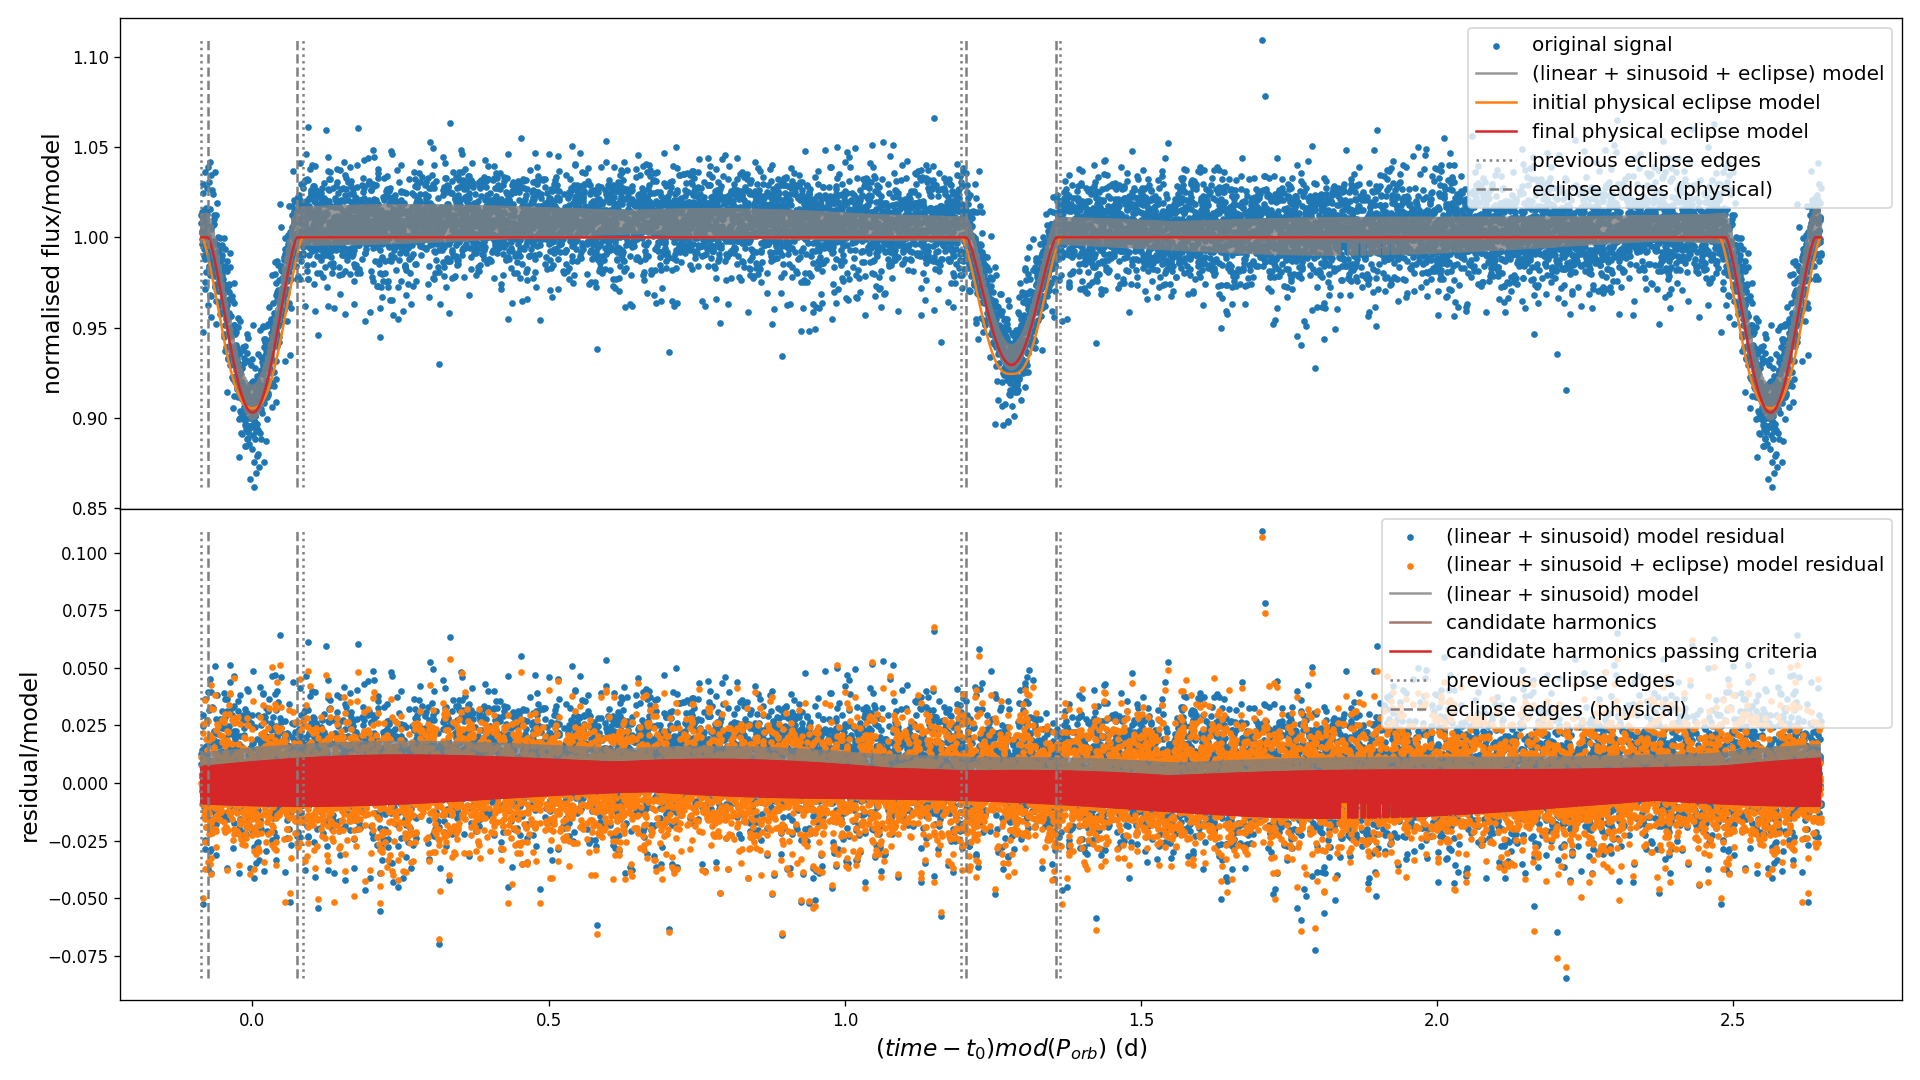 normalised flux/model
1.10
1.05
1.00
0.95
0.90
0.85
original signal
(linear + sinusoid + eclipse) model
initial physical eclipse model
final physical eclipse model
previous eclipse edges
eclipse edges (physical)
residual/model
0.100
0.075
0.050
0.025
0.000
−0.025
−0.050
−0.075
(linear + sinusoid) model residual
(linear + sinusoid + eclipse) model residual
(linear + sinusoid) model
candidate harmonics
candidate harmonics passing criteria
previous eclipse edges
eclipse edges (physical)
0.0 0.5 1.0 1.5 2.0 2.5
(time − t₀)mod(P_orb) (d)